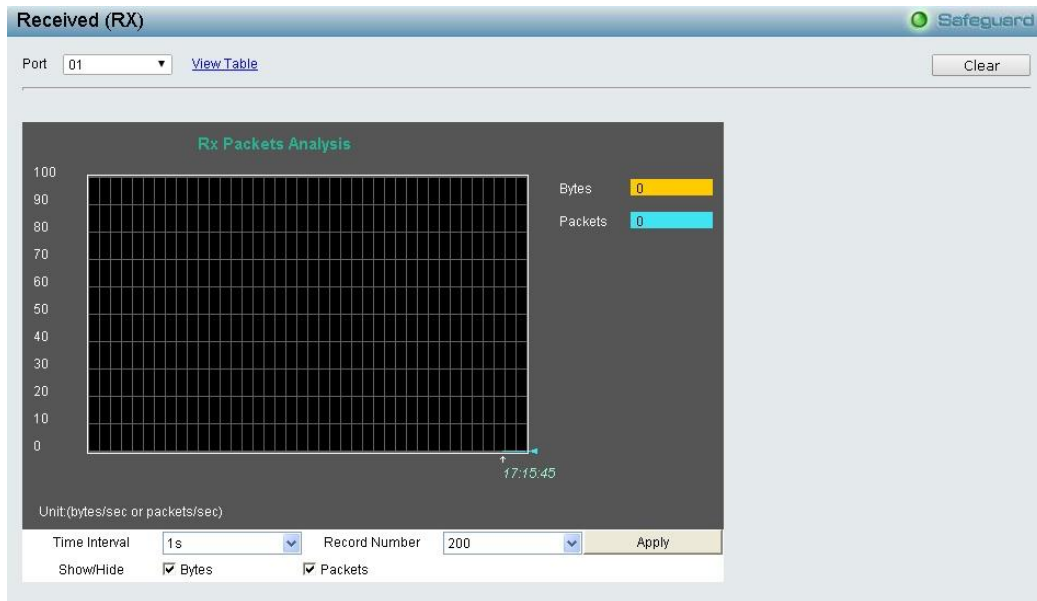 Received (RX)
Safeguard
Port 01 View Table
Clear
Rx Packets Analysis
100
90
80
70
60
50
40
30
20
10
0
Bytes 0
Packets 0
17:15:45
Unit:(bytes/sec or packets/sec)
Time Interval 1s Record Number 200 Apply
Show/Hide Bytes Packets